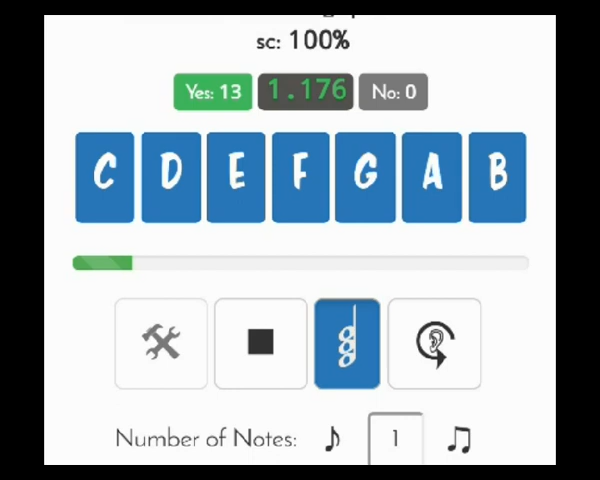 sc: 100%
Yes: 13 1.176 No: 0
C D E F G A B
Number of Notes: 1